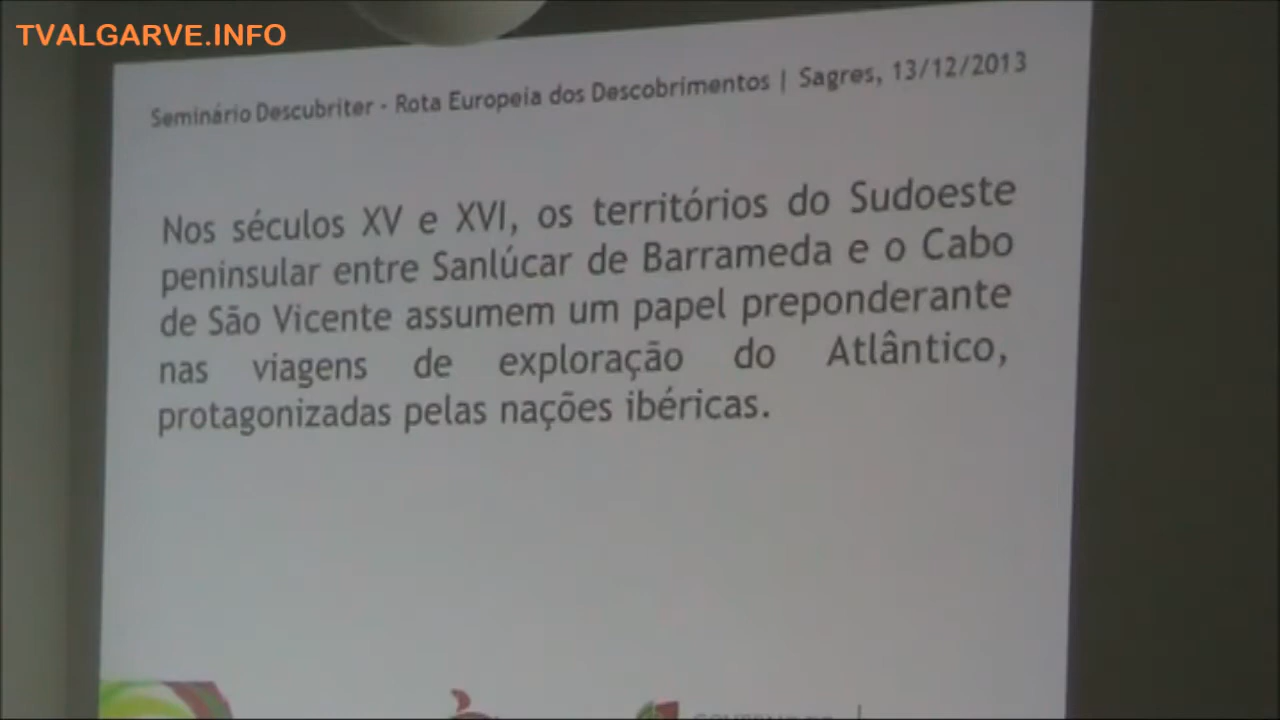 TVALGARVE.INFO
Seminário Descubriter - Rota Europeia dos Descobrimentos | Sagres, 13/12/2013
Nos séculos XV e XVI, os territórios do Sudoeste
peninsular entre Sanlúcar de Barrameda e o Cabo
de São Vicente assumem um papel preponderante
nas viagens de exploração do Atlântico,
protagonizadas pelas nações ibéricas.